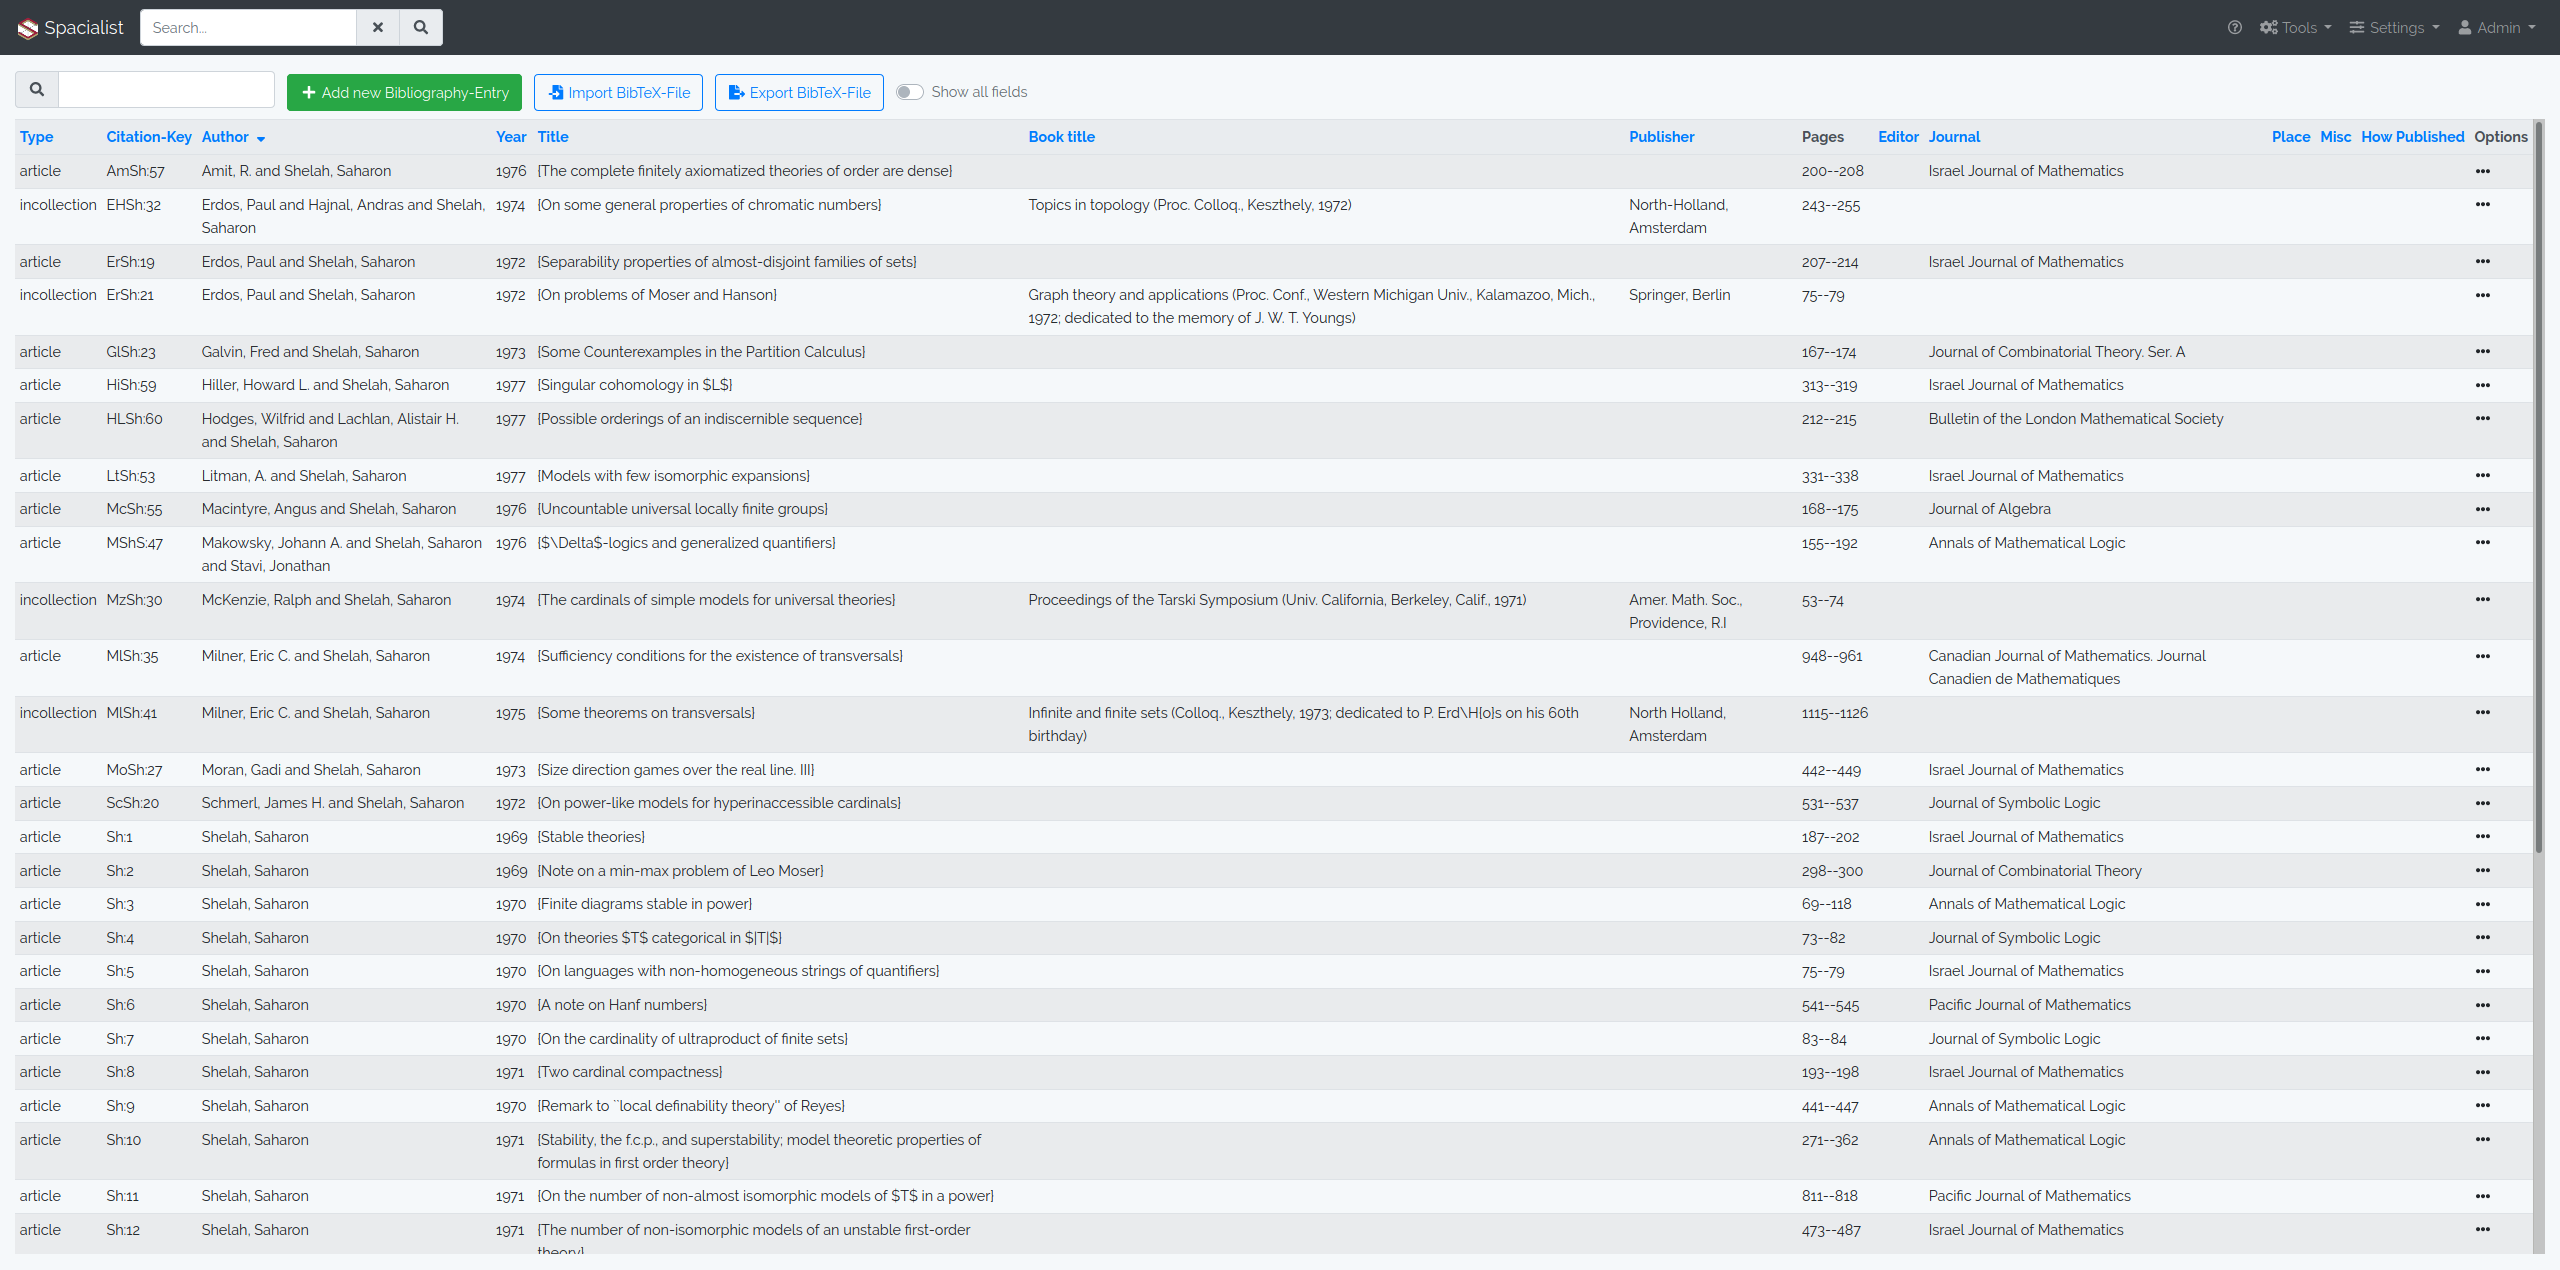 Spacialist Search... Tools Settings Admin
Add new Bibliography-Entry Import BibTeX-File Export BibTeX-File Show all fields
Type Citation-Key Author Year Title Book title Publisher Pages Editor Journal Place Misc How Published Options
article AmSh:57 Amit, R. and Shelah, Saharon 1976 {The complete finitely axiomatized theories of order are dense} 200--208 Israel Journal of Mathematics
incollection EHSh:32 Erdos, Paul and Hajnal, Andras and Shelah, 1974 {On some general properties of chromatic numbers} Topics in topology (Proc. Colloq., Keszthely, 1972) North-Holland, 243--255
Saharon Amsterdam
article ErSh:19 Erdos, Paul and Shelah, Saharon 1972 {Separability properties of almost-disjoint families of sets} 207--214 Israel Journal of Mathematics
incollection ErSh:21 Erdos, Paul and Shelah, Saharon 1972 {On problems of Moser and Hanson} Graph theory and applications (Proc. Conf., Western Michigan Univ., Kalamazoo, Mich., Springer, Berlin 75--79
1972; dedicated to the memory of J. W. T. Youngs)
article GlSh:23 Galvin, Fred and Shelah, Saharon 1973 {Some Counterexamples in the Partition Calculus} 167--174 Journal of Combinatorial Theory. Ser. A
article HiSh:59 Hiller, Howard L. and Shelah, Saharon 1977 {Singular cohomology in $L$} 313--319 Israel Journal of Mathematics
article HLSh:60 Hodges, Wilfrid and Lachlan, Alistair H. 1977 {Possible orderings of an indiscernible sequence} 212--215 Bulletin of the London Mathematical Society
and Shelah, Saharon
article LtSh:53 Litman, A. and Shelah, Saharon 1977 {Models with few isomorphic expansions} 331--338 Israel Journal of Mathematics
article McSh:55 Macintyre, Angus and Shelah, Saharon 1976 {Uncountable universal locally finite groups} 168--175 Journal of Algebra
article MShS:47 Makowsky, Johann A. and Shelah, Saharon 1976 {$\Delta$-logics and generalized quantifiers} 155--192 Annals of Mathematical Logic
and Stavi, Jonathan
incollection MzSh:30 McKenzie, Ralph and Shelah, Saharon 1974 {The cardinals of simple models for universal theories} Proceedings of the Tarski Symposium (Univ. California, Berkeley, Calif., 1971) Amer. Math. Soc., 53--74
Providence, R.I
article MlSh:35 Milner, Eric C. and Shelah, Saharon 1974 {Sufficiency conditions for the existence of transversals} 948--961 Canadian Journal of Mathematics. Journal
Canadien de Mathematiques
incollection MlSh:41 Milner, Eric C. and Shelah, Saharon 1975 {Some theorems on transversals} Infinite and finite sets (Colloq., Keszthely, 1973; dedicated to P. Erd\H{o}s on his 60th North Holland, 1115--1126
birthday) Amsterdam
article MoSh:27 Moran, Gadi and Shelah, Saharon 1973 {Size direction games over the real line. III} 442--449 Israel Journal of Mathematics
article ScSh:20 Schmerl, James H. and Shelah, Saharon 1972 {On power-like models for hyperinaccessible cardinals} 531--537 Journal of Symbolic Logic
article Sh:1 Shelah, Saharon 1969 {Stable theories} 187--202 Israel Journal of Mathematics
article Sh:2 Shelah, Saharon 1969 {Note on a min-max problem of Leo Moser} 298--300 Journal of Combinatorial Theory
article Sh:3 Shelah, Saharon 1970 {Finite diagrams stable in power} 69--118 Annals of Mathematical Logic
article Sh:4 Shelah, Saharon 1970 {On theories $T$ categorical in $|T|$} 73--82 Journal of Symbolic Logic
article Sh:5 Shelah, Saharon 1970 {On languages with non-homogeneous strings of quantifiers} 75--79 Israel Journal of Mathematics
article Sh:6 Shelah, Saharon 1970 {A note on Hanf numbers} 541--545 Pacific Journal of Mathematics
article Sh:7 Shelah, Saharon 1970 {On the cardinality of ultraproduct of finite sets} 83--84 Journal of Symbolic Logic
article Sh:8 Shelah, Saharon 1971 {Two cardinal compactness} 193--198 Israel Journal of Mathematics
article Sh:9 Shelah, Saharon 1970 {Remark to ``local definability theory'' of Reyes} 441--447 Annals of Mathematical Logic
article Sh:10 Shelah, Saharon 1971 {Stability, the f.c.p., and superstability; model theoretic properties of 271--362 Annals of Mathematical Logic
formulas in first order theory}
article Sh:11 Shelah, Saharon 1971 {On the number of non-almost isomorphic models of $T$ in a power} 811--818 Pacific Journal of Mathematics
article Sh:12 Shelah, Saharon 1971 {The number of non-isomorphic models of an unstable first-order 473--487 Israel Journal of Mathematics
theory}